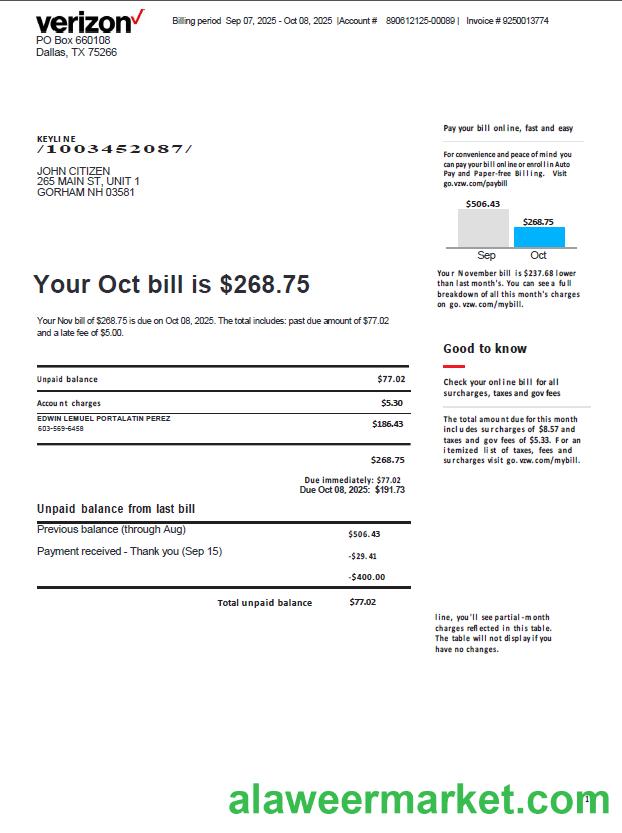 verizon
Billing period Sep 07, 2025 - Oct 08, 2025 |Account # 890612125-00089 | Invoice # 9250013774
PO Box 660108
Dallas, TX 75266
KEYLINE
/1003452087/
JOHN CITIZEN
265 MAIN ST, UNIT 1
GORHAM NH 03581
Pay your bill online, fast and easy
For convenience and peace of mind you
can pay your bill online or enroll in Auto
Pay and Paper-free Billing. Visit
go.vzw.com/paybill
$506.43
$268.75
Sep Oct
Your November bill is $237.68 lower
than last month's. You can see a full
breakdown of all this month's charges
on go.vzw.com/mybill.
Your Oct bill is $268.75
Your Nov bill of $268.75 is due on Oct 08, 2025. The total includes: past due amount of $77.02
and a late fee of $5.00.
Unpaid balance $77.02
Account charges $5.30
EDWIN LEMUEL PORTALATIN PEREZ
603-569-6458
$186.43
$268.75
Due immediately: $77.02
Due Oct 08, 2025: $191.73
Good to know
Check your online bill for all
surcharges, taxes and gov fees
The total amount due for this month
includes surcharges of $8.57 and
taxes and gov fees of $5.33. For an
itemized list of taxes, fees and
surcharges visit go.vzw.com/mybill.
Unpaid balance from last bill
Previous balance (through Aug) $506.43
Payment received - Thank you (Sep 15) -$29.41
-$400.00
Total unpaid balance $77.02
line, you'll see partial-month
charges reflected in this table.
The table will not display if you
have no changes.
1
alaweermarket.com